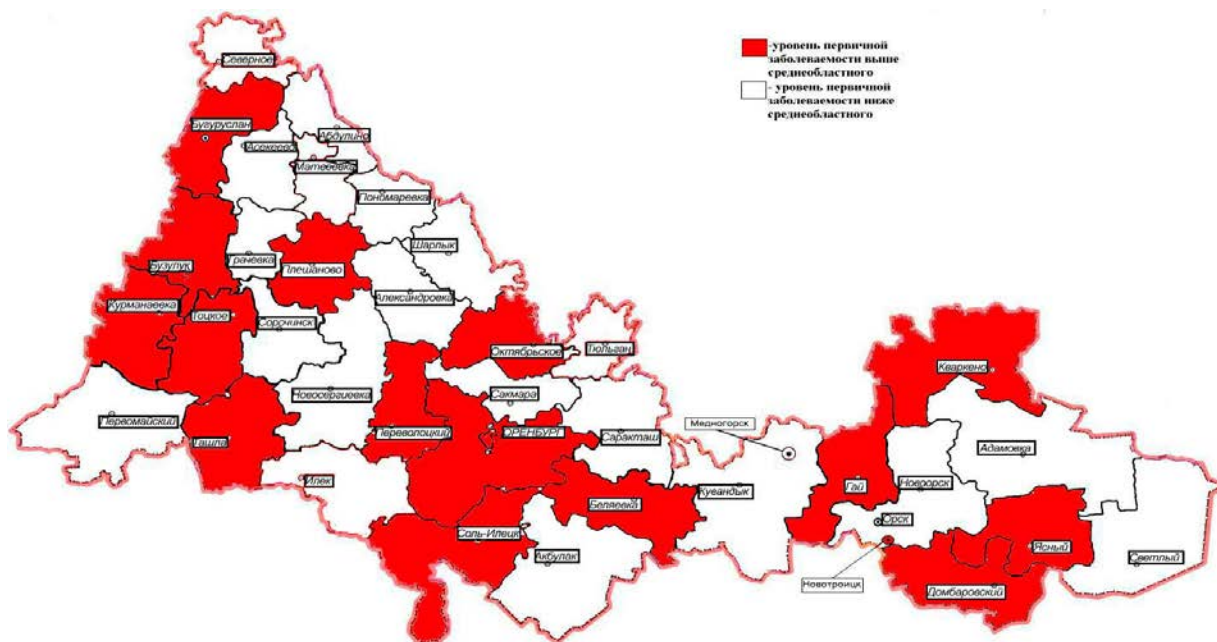 -уровень первичной
заболеваемости выше
среднеобластного
- уровень первичной
заболеваемости ниже
среднеобластного
Северное
Бугуруслан
Асекеево
Абдулино
Матвеевка
Пономаревка
Шарлык
Грачевка
Плешаново
Бузулук
Курманаевка
Тоцкое
Сорочинск
Александровка
Октябрьское
Тюльган
Кваркено
Сакмара
Новосергиевка
Первомайский
Ташла
Переволоцкий
ОРЕНБУРГ
Саракташ
Медногорск
Адамовка
Илек
Беляевка
Кувандык
Гай
Новоорск
Орск
Соль-Илецк
Акбулак
Ясный
Светлый
Новотроицк
Домбаровский